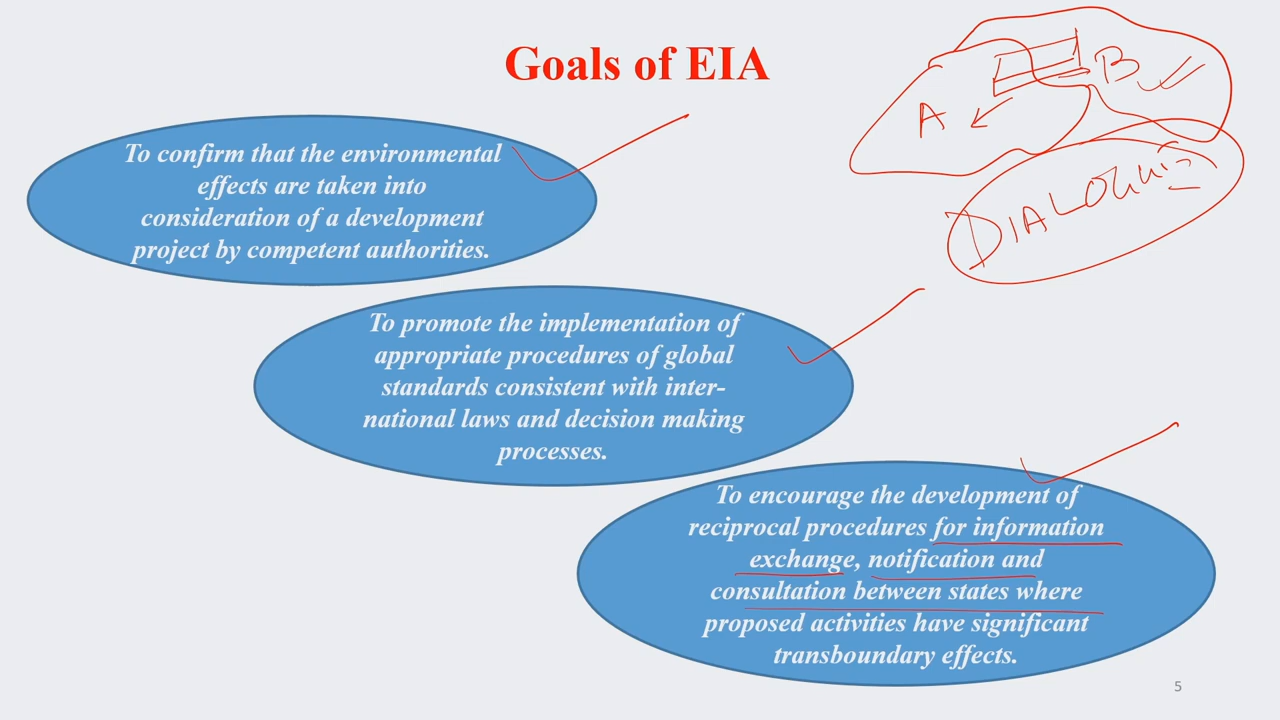 Goals of EIA
A
B
DIALOGUE
To confirm that the environmental
effects are taken into
consideration of a development
project by competent authorities.
To promote the implementation of
appropriate procedures of global
standards consistent with inter-
national laws and decision making
processes.
To encourage the development of
reciprocal procedures for information
exchange, notification and
consultation between states where
proposed activities have significant
transboundary effects.
5